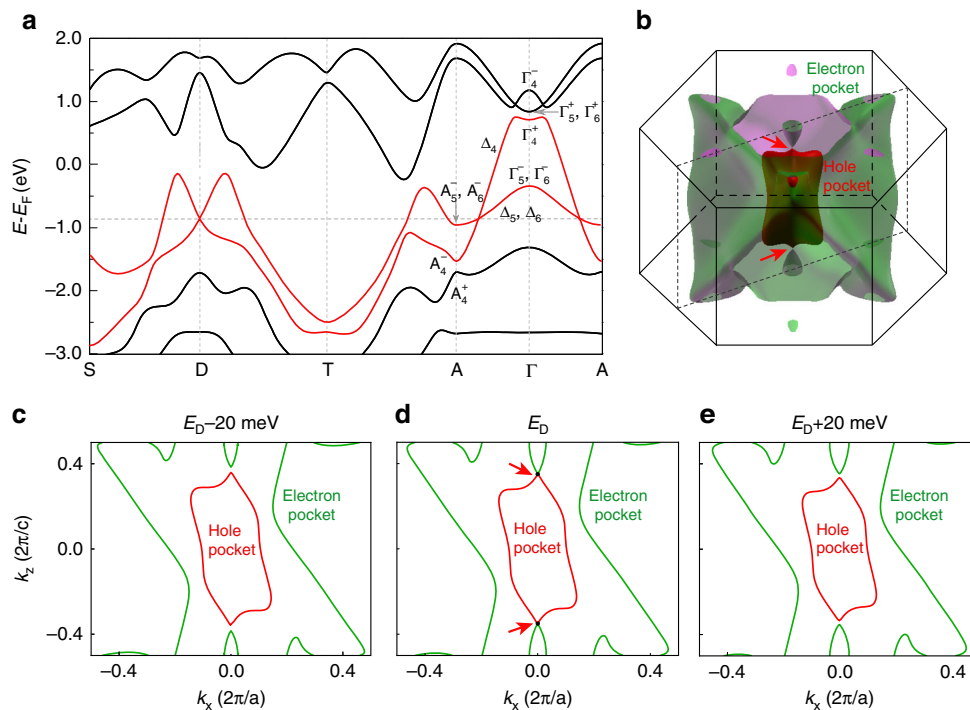 a
2.0
1.0
0.0
–1.0
–2.0
–3.0
E-E_F (eV)
S
D
T
A
Γ
A
Γ₄⁻
Γ₅⁺, Γ₆⁺
Γ₄⁺
Δ₄
Γ₅⁻, Γ₆⁻
A₅⁻, A₆⁻
Δ₅, Δ₆
A₄⁻
A₄⁺
b
Electron
pocket
Hole
pocket
c
E_D–20 meV
0.4
0.0
–0.4
k_z (2π/c)
Electron
pocket
Hole
pocket
–0.4
0.0
0.4
k_x (2π/a)
d
E_D
Electron
pocket
Hole
pocket
–0.4
0.0
0.4
k_x (2π/a)
e
E_D+20 meV
Electron
pocket
Hole
pocket
–0.4
0.0
0.4
k_x (2π/a)